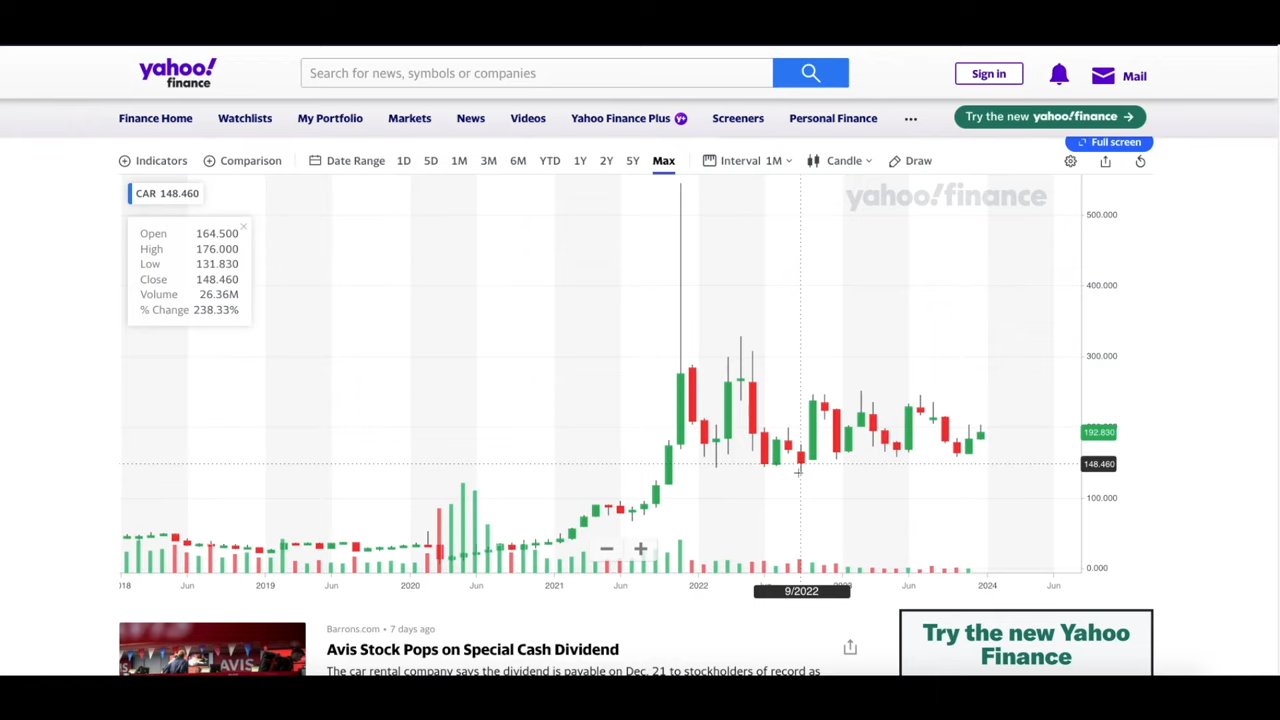 yahoo!
finance
Search for news, symbols or companies
Sign in
Mail
Finance Home Watchlists My Portfolio Markets News Videos Yahoo Finance Plus Y+ Screeners Personal Finance ... Try the new yahoo!finance →
Full screen
Indicators Comparison Date Range 1D 5D 1M 3M 6M YTD 1Y 2Y 5Y Max Interval 1M Candle Draw
CAR 148.460
yahoo!finance
Open 164.500
High 176.000
Low 131.830
Close 148.460
Volume 26.36M
% Change 238.33%
500.000
400.000
300.000
192.830
148.460
100.000
0.000
018 Jun 2019 Jun 2020 Jun 2021 Jun 2022 Jun 2023 Jun 2024 Jun
9/2022
Barrons.com • 7 days ago
Avis Stock Pops on Special Cash Dividend
The car rental company says the dividend is payable on Dec. 21 to stockholders of record as
AVIS
Try the new Yahoo
Finance